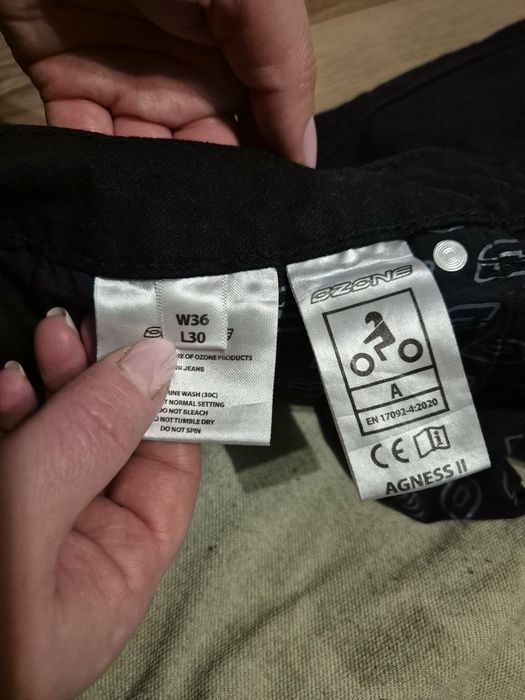 W36
L30
RE OF OZONE PRODUCTS
JEANS
WASH (30C)
NORMAL SETTING
DO NOT BLEACH
DO NOT TUMBLE DRY
DO NOT SPIN
OZONE
A
EN 17092-4:2020
CE i
AGNESS II